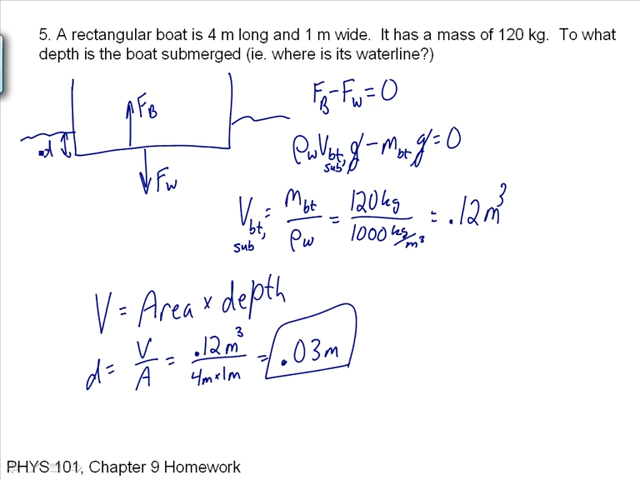 5. A rectangular boat is 4 m long and 1 m wide. It has a mass of 120 kg. To what
depth is the boat submerged (ie. where is its waterline?)
F_B - F_W = 0
F_B
d
F_W
ρ_w V_bt,sub g - m_bt g = 0
V_bt,sub = m_bt / ρ_w = 120 kg / 1000 kg/m³ = .12 m³
V = Area × depth
d = V / A = .12 m³ / 4m × 1m = .03 m
PHYS 101, Chapter 9 Homework